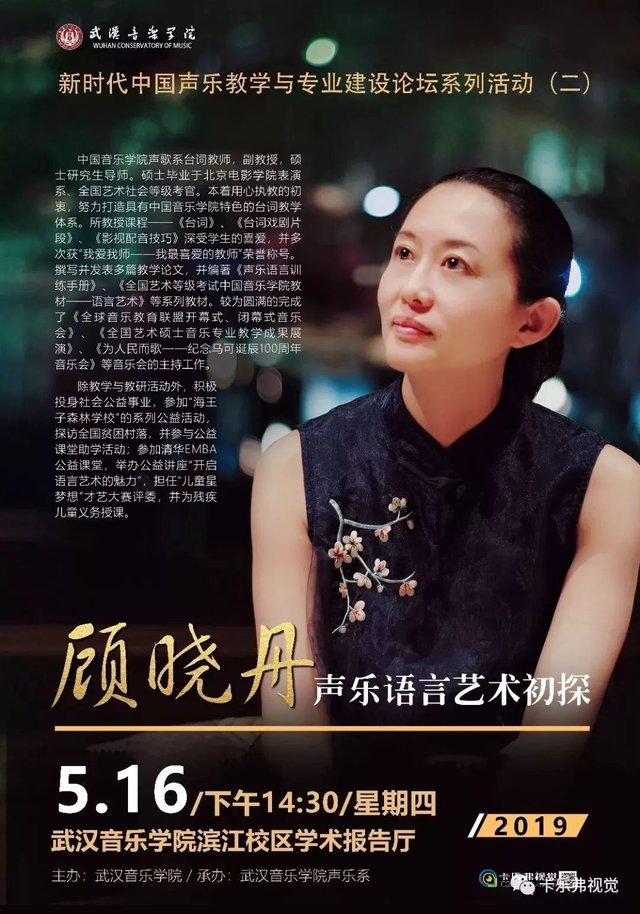 武汉音乐学院
WUHAN CONSERVATORY OF MUSIC
新时代中国声乐教学与专业建设论坛系列活动（二）
中国音乐学院声歌系台词教师，副教授，硕
士研究生导师。硕士毕业于北京电影学院表演
系、全国艺术社会等级考官。本着用心执教的初
衷，努力打造具有中国音乐学院特色的台词教学
体系。所教授课程——《台词》、《台词戏剧片
段》、《影视配音技巧》深受学生的喜爱，并多
次获“我爱我师——我最喜爱的教师”荣誉称号。
撰写并发表多篇教学论文，并编著《声乐语言训
练手册》、《全国艺术等级考试中国音乐学院教
材——语言艺术》等系列教材。较为圆满的完成
了《全球音乐教育联盟开幕式、闭幕式音乐
会》、《全国艺术硕士音乐专业教学成果展
演》、《为人民而歌——纪念马可诞辰100周年
音乐会》等音乐会的主持工作。
除教学与教研活动外，积极
投身社会公益事业，参加“海王
子森林学校”的系列公益活动，
探访全国贫困村落，并参与公益
课堂助学活动；参加清华EMBA
公益课堂，举办公益讲座“开启
语言艺术的魅力”，担任“儿童星
梦想”才艺大赛评委，并为残疾
儿童义务授课。
顾晓丹 声乐语言艺术初探
5.16/下午14:30/星期四
武汉音乐学院滨江校区学术报告厅
2019
主办：武汉音乐学院 / 承办：武汉音乐学院声乐系
卡乐弗视觉